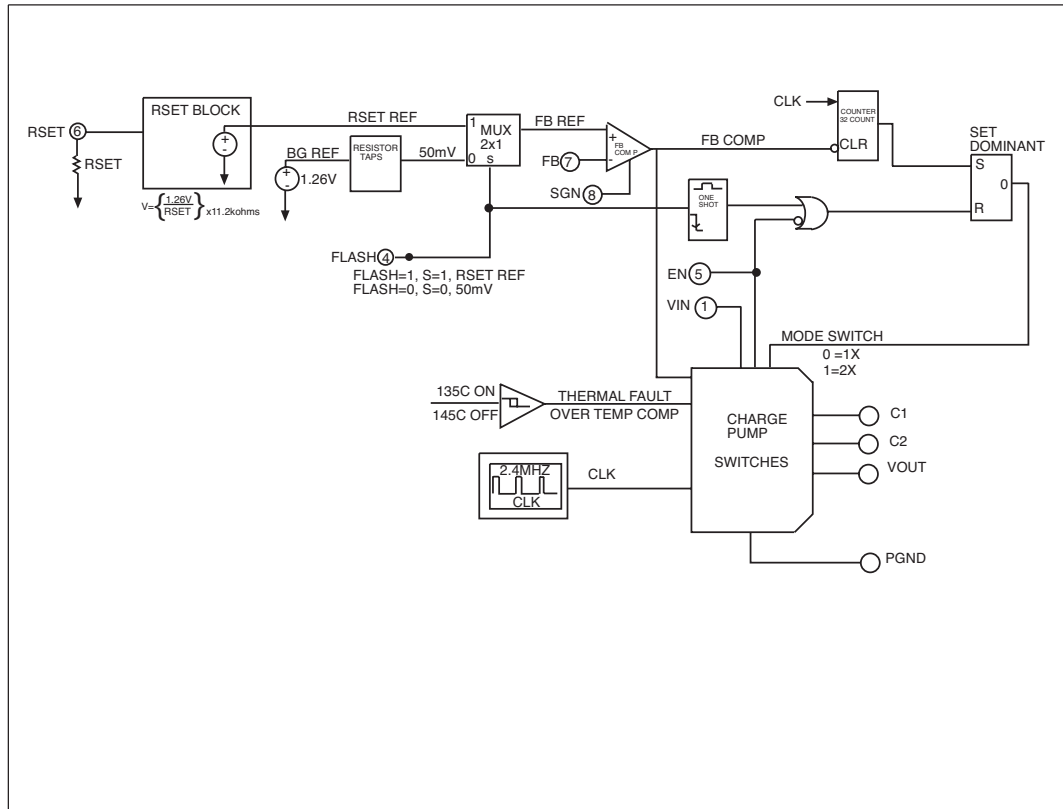 RSET BLOCK
RSET 6
RSET
+
-
V={1.26V/RSET} x11.2kohms
RSET REF
BG REF
+
-
1.26V
RESISTOR
TAPS
50mV
1
MUX
2x1
0 s
FB REF
+
FB
COM P
-
FB 7
SGN 8
FB COMP
CLK
COUNTER
32 COUNT
CLR
SET
DOMINANT
S
0
R
ONE
SHOT
FLASH 4
FLASH=1, S=1, RSET REF
FLASH=0, S=0, 50mV
EN 5
VIN 1
MODE SWITCH
0 =1X
1=2X
135C ON
145C OFF
THERMAL FAULT
OVER TEMP COMP
CHARGE
PUMP
SWITCHES
C1
C2
VOUT
2.4MHZ
CLK
CLK
PGND